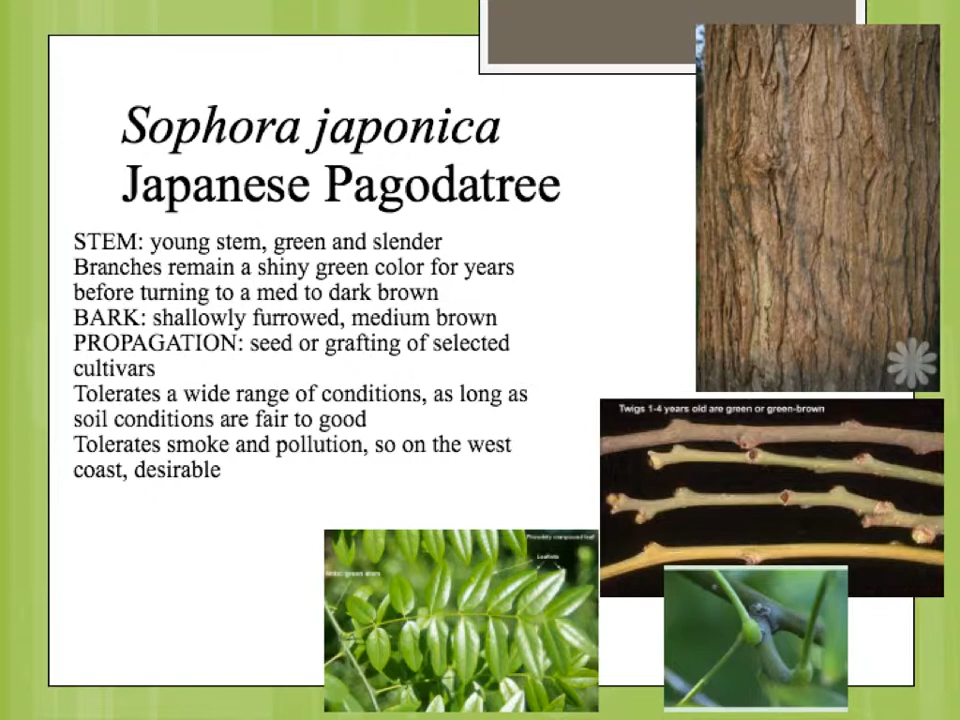 Sophora japonica
Japanese Pagodatree
STEM: young stem, green and slender
Branches remain a shiny green color for years
before turning to a med to dark brown
BARK: shallowly furrowed, medium brown
PROPAGATION: seed or grafting of selected
cultivars
Tolerates a wide range of conditions, as long as
soil conditions are fair to good
Tolerates smoke and pollution, so on the west
coast, desirable
Twigs 1-4 years old are green or green-brown
Pinnately compound leaf
Leaflets
green stem